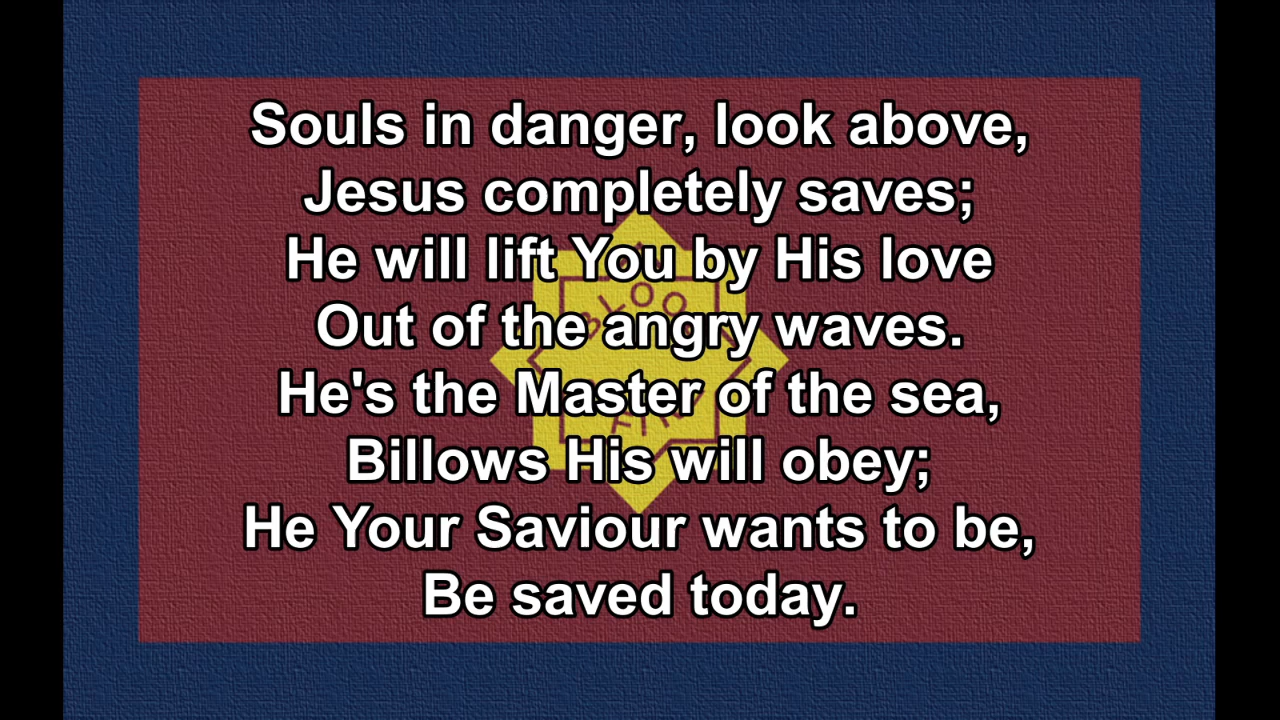 Souls in danger, look above,
Jesus completely saves;
He will lift You by His love
Out of the angry waves.
He's the Master of the sea,
Billows His will obey;
He Your Saviour wants to be,
Be saved today.